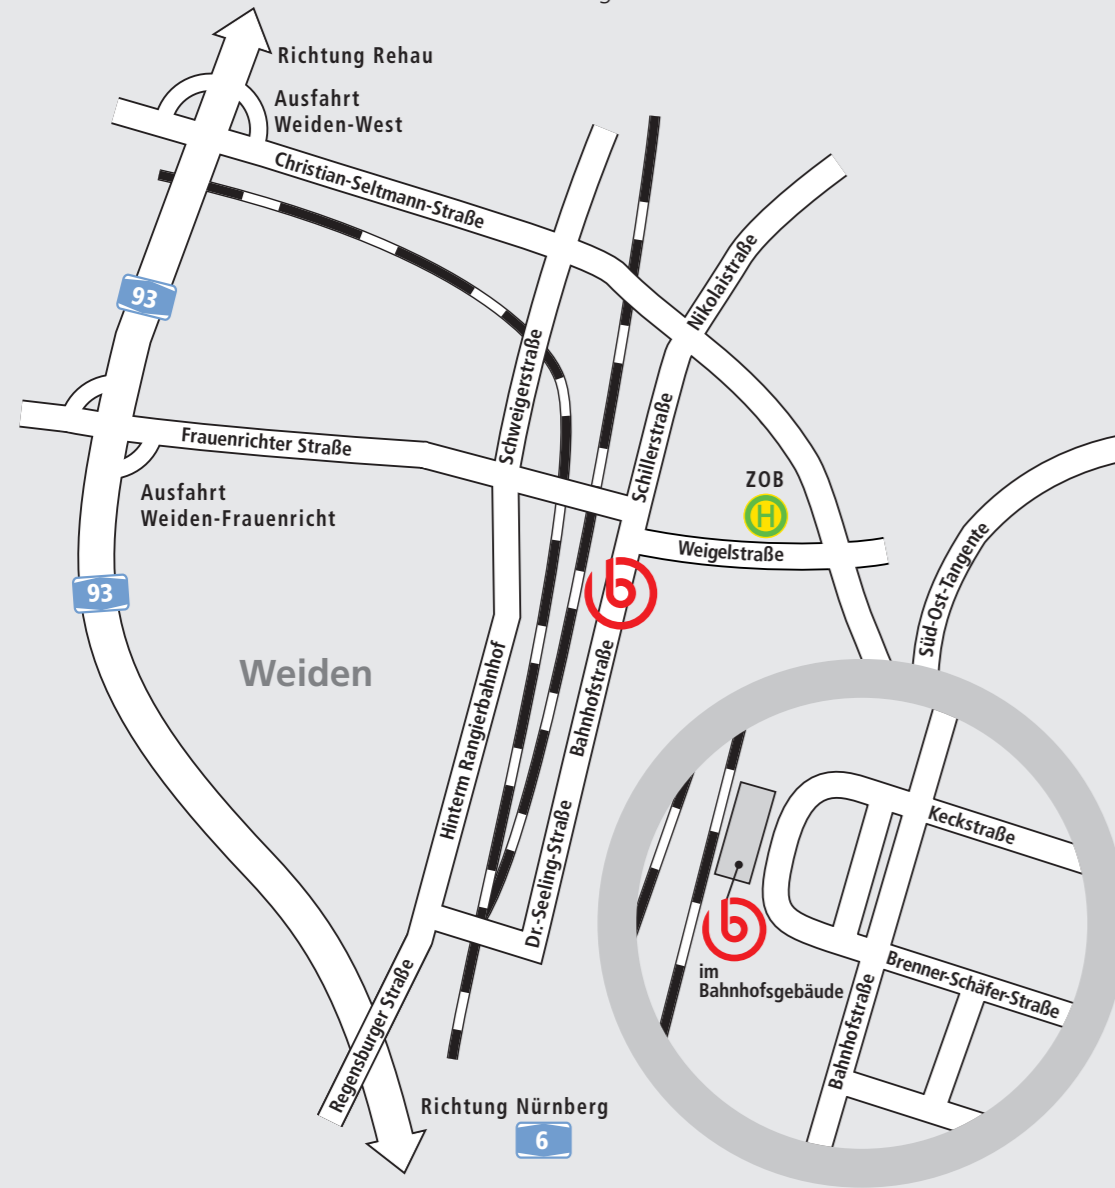 Richtung Rehau
Ausfahrt
Weiden-West
Christian-Seltmann-Straße
Nikolaistraße
93
Schweigerstraße
Schillerstraße
Frauenrichter Straße
ZOB
H
Ausfahrt
Weiden-Frauenricht
Weigelstraße
Süd-Ost-Tangente
93
b
Weiden
Hinterm Rangierbahnhof
Bahnhofstraße
Dr.-Seeling-Straße
Keckstraße
b
im
Bahnhofsgebäude
Brenner-Schäfer-Straße
Bahnhofstraße
Regensburger Straße
Richtung Nürnberg
6